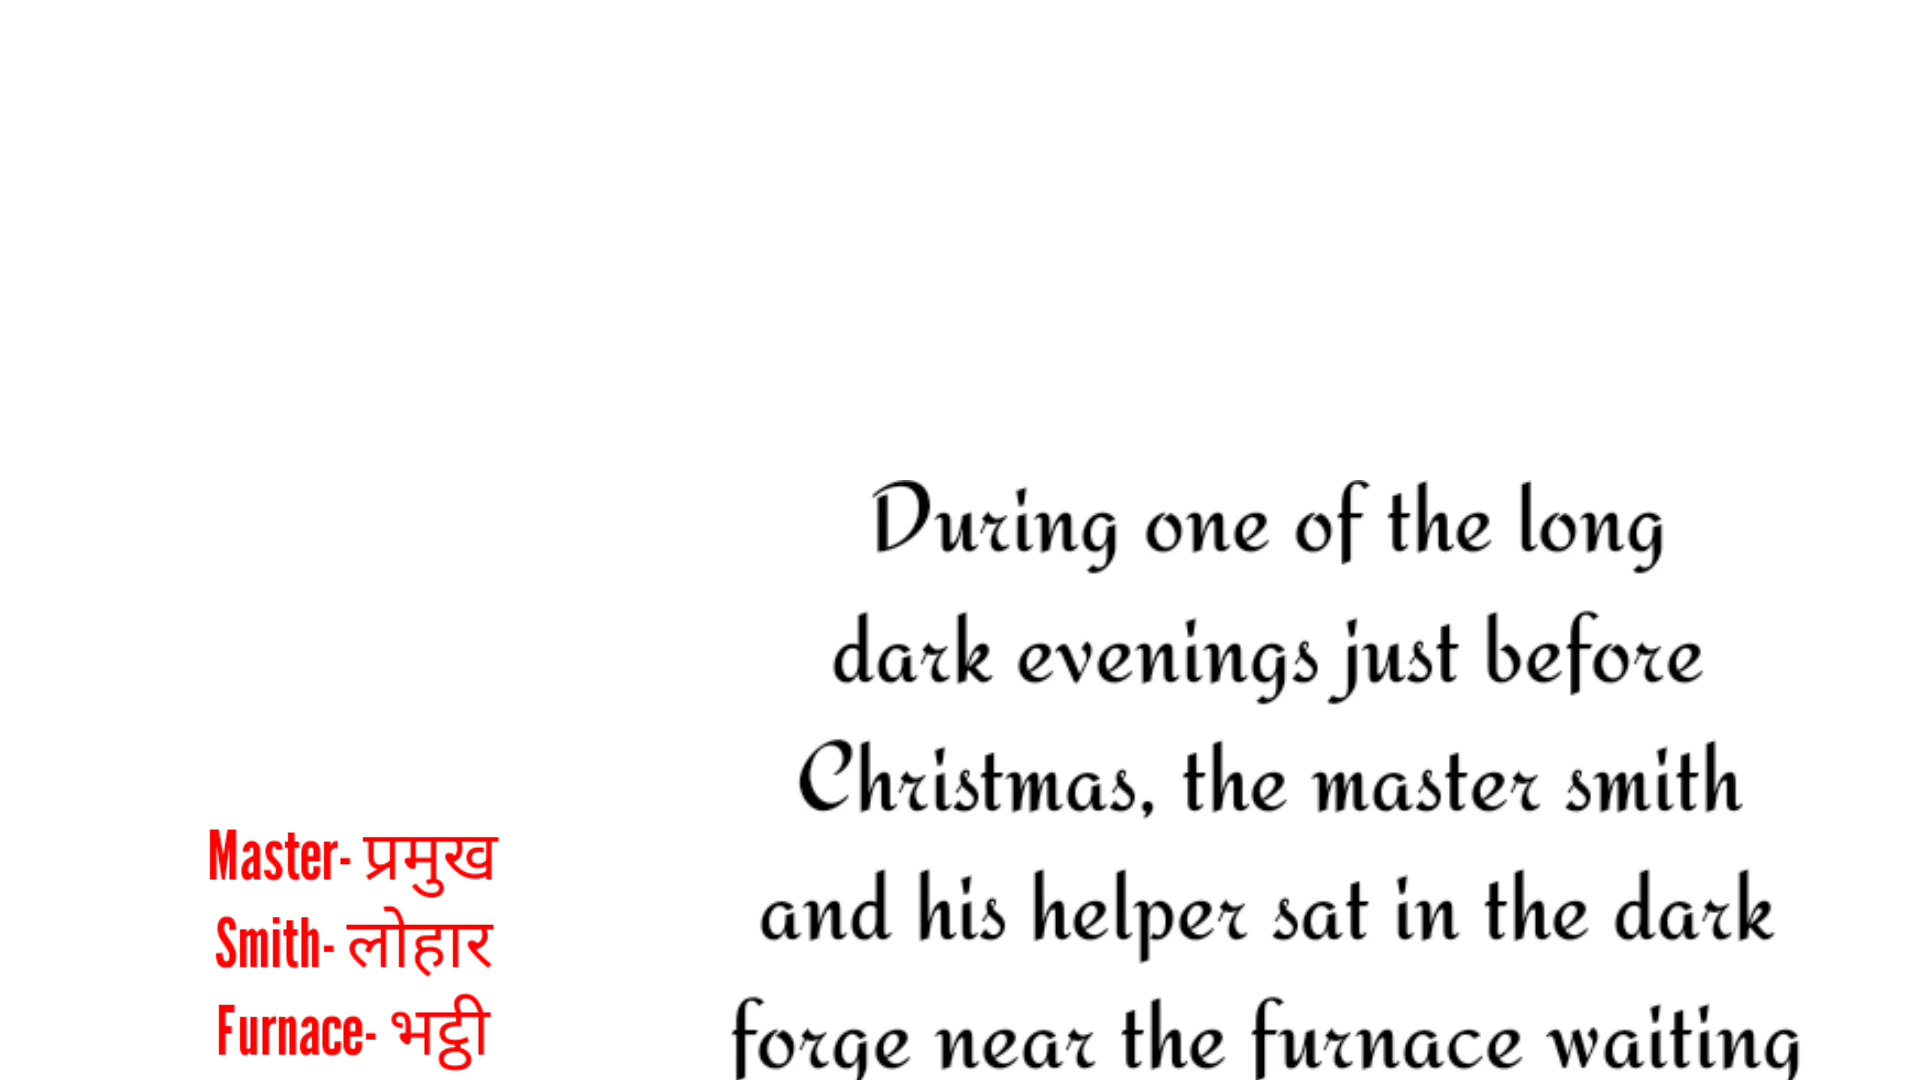 During one of the long
dark evenings just before
Christmas, the master smith
and his helper sat in the dark
forge near the furnace waiting
Master- प्रमुख
Smith- लोहार
Furnace- भट्ठी